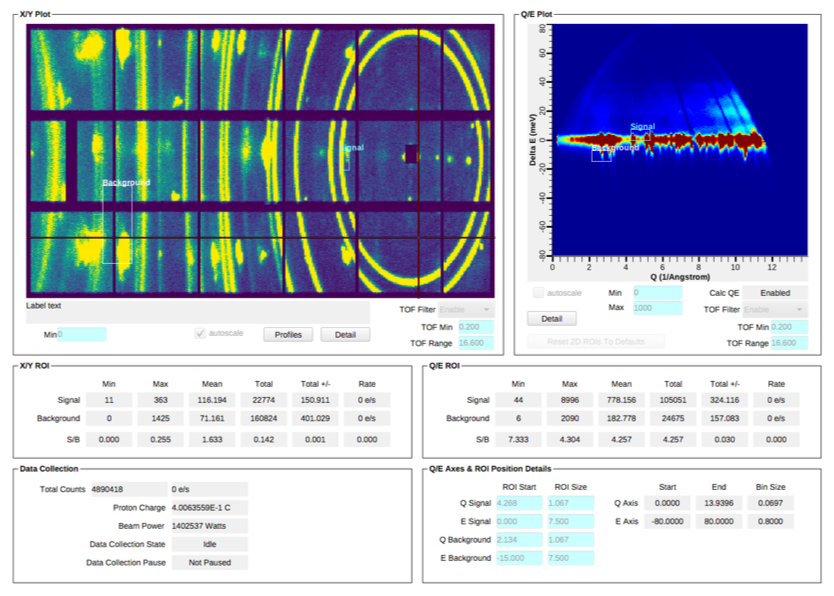 X/Y Plot
Background
Signal
Label text
Min 0
autoscale
Profiles
Detail
TOF Filter Enable
TOF Min 0.200
TOF Range 16.600
Q/E Plot
Delta E (meV)
80
60
40
20
0
-20
-40
-60
-80
Signal
Background
0 2 4 6 8 10 12
Q (1/Angstrom)
autoscale
Min 0
Max 1000
Calc QE Enabled
Detail
TOF Filter Enable
TOF Min 0.200
Reset 2D ROIs To Defaults
TOF Range 16.600
X/Y ROI
Min Max Mean Total Total +/- Rate
Signal 11 363 116.194 22774 150.911 0 e/s
Background 0 1425 71.161 160824 401.029 0 e/s
S/B 0.000 0.255 1.633 0.142 0.001 0.000
Q/E ROI
Min Max Mean Total Total +/- Rate
Signal 44 8996 778.156 105051 324.116 0 e/s
Background 6 2090 182.778 24675 157.083 0 e/s
S/B 7.333 4.304 4.257 4.257 0.030 0.000
Data Collection
Total Counts 4890418 0 e/s
Proton Charge 4.0063559E-1 C
Beam Power 1402537 Watts
Data Collection State Idle
Data Collection Pause Not Paused
Q/E Axes & ROI Position Details
ROI Start ROI Size Start End Bin Size
Q Signal 4.268 1.067 Q Axis 0.0000 13.9396 0.0697
E Signal 0.000 7.500 E Axis -80.0000 80.0000 0.8000
Q Background 2.134 1.067
E Background -15.000 7.500